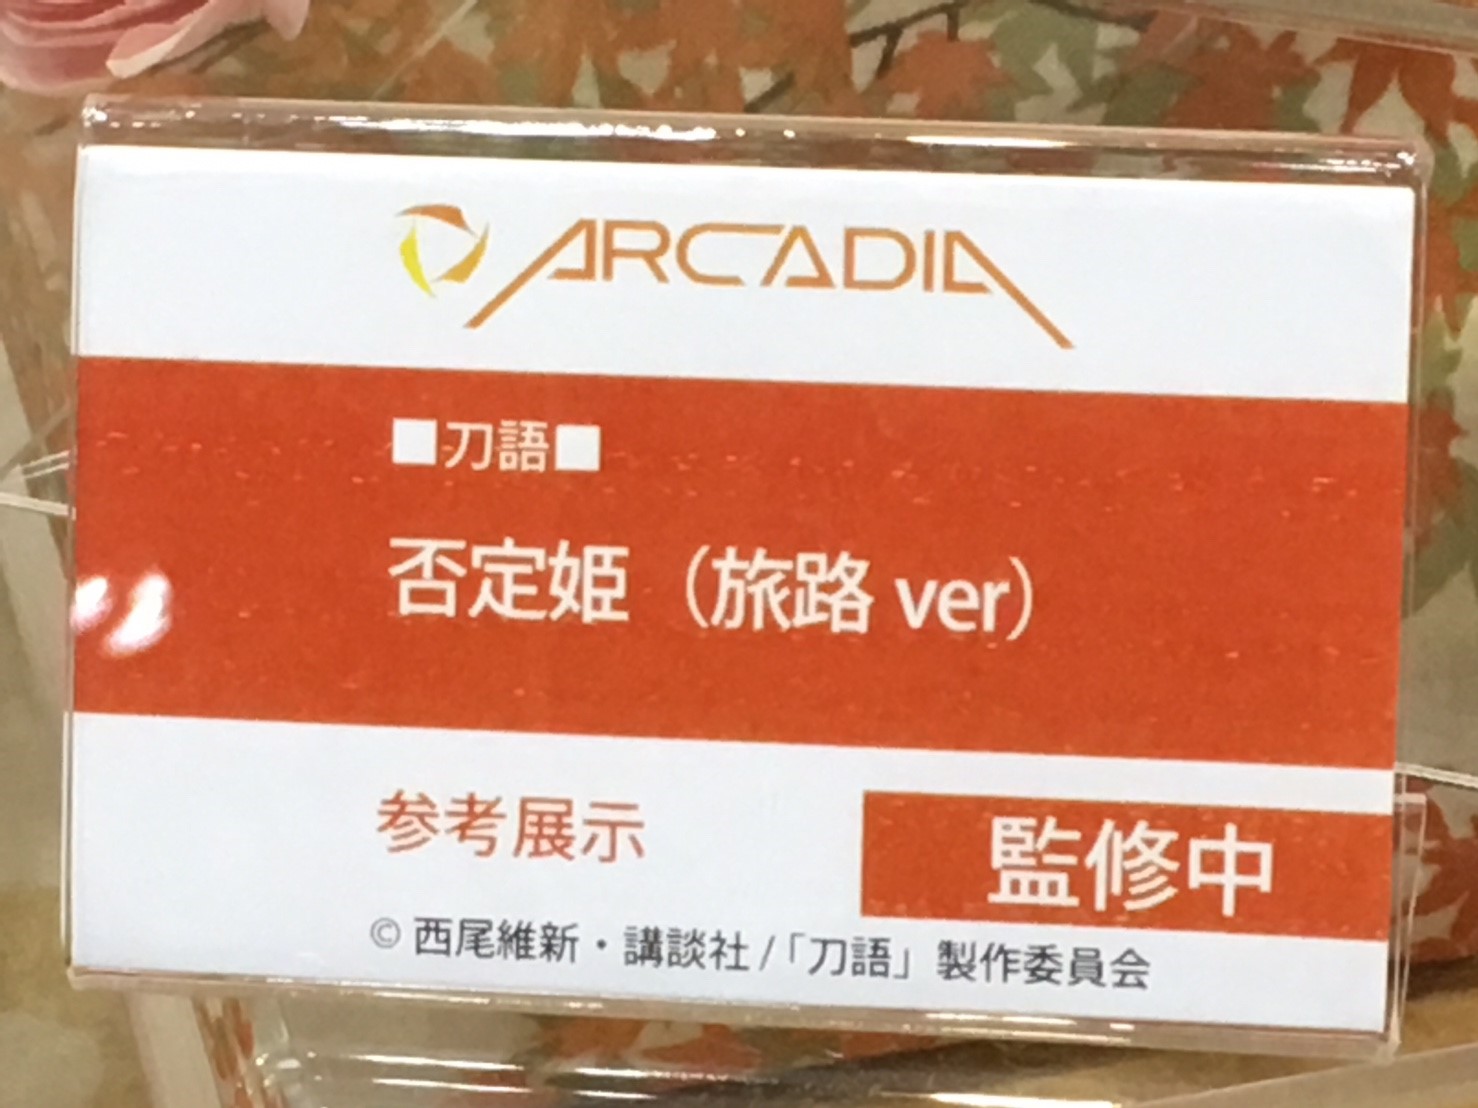 ARCADIA
■刀語■
否定姫（旅路 ver）
参考展示
監修中
© 西尾維新・講談社 /「刀語」製作委員会